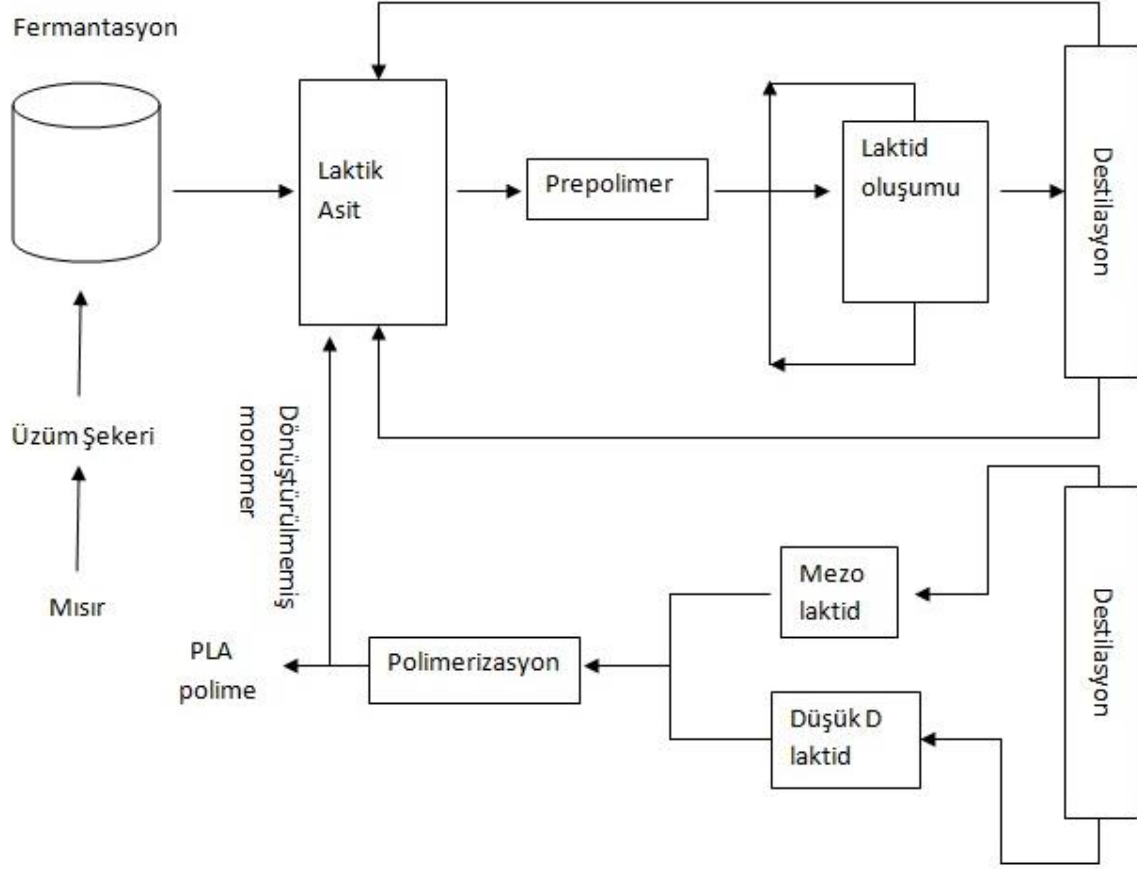 Fermantasyon
Laktik
Asit
Prepolimer
Laktid
oluşumu
Destilasyon
Üzüm Şekeri
Mısır
Dönüştürülmemiş
monomer
Mezo
laktid
Destilasyon
PLA
polime
Polimerizasyon
Düşük D
laktid